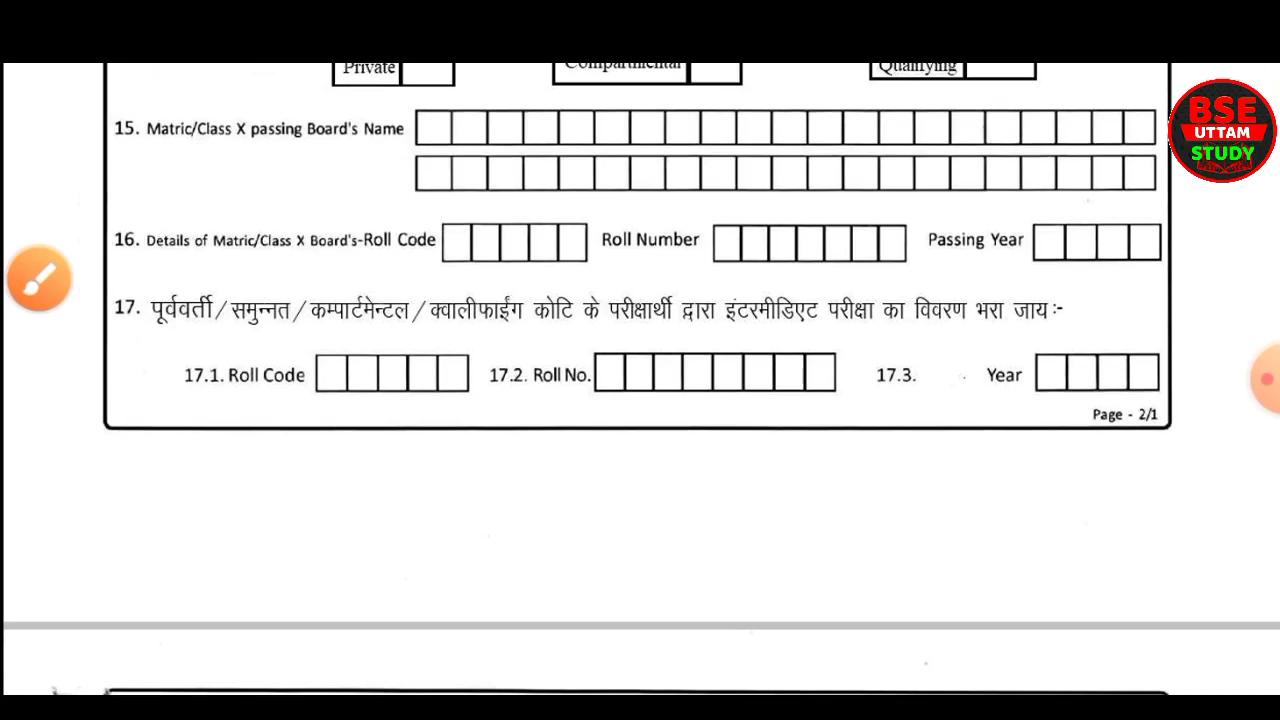 Private Compartmental Qualifying
15. Matric/Class X passing Board's Name
16. Details of Matric/Class X Board's-Roll Code Roll Number Passing Year
17. पूर्ववर्ती/समुन्नत/कम्पार्टमेन्टल/क्वालीफाईंग कोटि के परीक्षार्थी द्वारा इंटरमीडिएट परीक्षा का विवरण भरा जाय:-
17.1. Roll Code 17.2. Roll No. 17.3. Year
Page - 2/1
BSE
UTTAM
STUDY